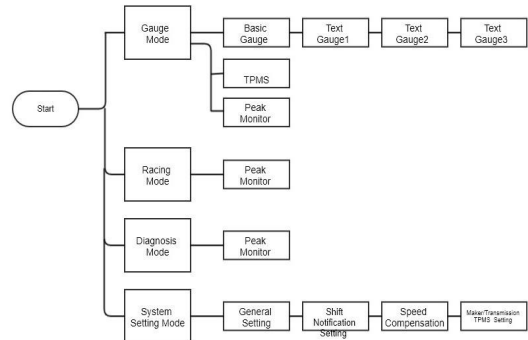 Start
Gauge
Mode
Basic
Gauge
Text
Gauge1
Text
Gauge2
Text
Gauge3
TPMS
Peak
Monitor
Racing
Mode
Peak
Monitor
Diagnosis
Mode
Peak
Monitor
System
Setting Mode
General
Setting
Shift
Notification
Setting
Speed
Compensation
Maker/Transmission
TPMS Setting